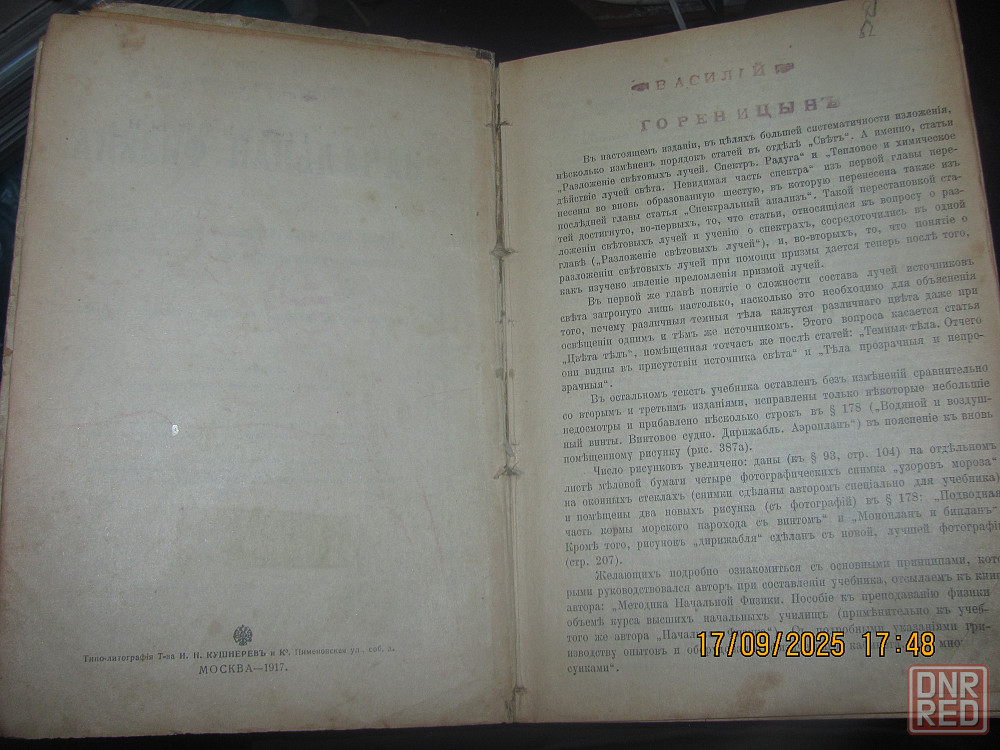 Типо-литографія Т-ва И. Н. КУШНЕРЕВЪ и К°. Пименовская ул., соб. д.
МОСКВА—1917.
ВАСИЛІЙ
ГОРЕВИЦЫНЪ
Въ настоящемъ изданіи, въ цѣляхъ большей систематичности изложенія,
нѣсколько измѣненъ порядокъ статей въ отдѣлѣ „Свѣтъ“. А именно, статьи
„Разложеніе свѣтовыхъ лучей. Спектръ. Радуга“ и „Тепловое и химическое
дѣйствіе лучей свѣта. Невидимая часть спектра“ изъ первой главы пере-
несены во вновь образованную шестую, въ которую перенесена также изъ
послѣдней главы статья „Спектральный анализъ“. Такой перестановкой ста-
тей достигнуто, во-первыхъ, то, что статьи, относящіяся къ вопросу о раз-
ложеніи свѣтовыхъ лучей и ученію о спектрахъ, сосредоточились въ одной
главѣ („Разложеніе свѣтовыхъ лучей“), и, во-вторыхъ, то, что понятіе о
разложеніи свѣтовыхъ лучей при помощи призмы дается теперь послѣ того,
какъ изучено явленіе преломленія призмой лучей.
Въ первой же главѣ понятіе о сложности состава лучей источниковъ
свѣта затронуто лишь настолько, насколько это необходимо для объясненія
того, почему различныя темныя тѣла кажутся различнаго цвѣта даже при
освѣщеніи однимъ и тѣмъ же источникомъ. Этого вопроса касается статья
„Цвѣта тѣлъ“, помѣщенная тотчасъ же послѣ статей: „Темныя тѣла. Отчего
они видны въ присутствіи источника свѣта“ и „Тѣла прозрачныя и непро-
зрачныя“.
Въ остальномъ текстъ учебника оставленъ безъ измѣненій сравнительно
со вторымъ и третьимъ изданіями, исправлены только нѣкоторые небольшіе
недосмотры и прибавлено нѣсколько строкъ въ § 178 („Водяной и воздуш-
ный винты. Винтовое судно. Дирижабль. Аэропланъ“) въ поясненіе къ вновь
помѣщенному рисунку (рис. 387а).
Число рисунковъ увеличено: даны (къ § 93, стр. 104) на отдѣльномъ
листѣ мѣловой бумаги четыре фотографическихъ снимка „узоровъ мороза“
на оконныхъ стеклахъ (снимки сдѣланы авторомъ спеціально для учебника)
и помѣщены два новыхъ рисунка (съ фотографій) въ § 178: „Подводная
часть кормы морского парохода съ винтомъ“ и „Монопланъ и бипланъ“.
Кромѣ того, рисунокъ „дирижабля“ сдѣланъ съ новой, лучшей фотографі
(стр. 207).
Желающихъ подробно ознакомиться съ основными принципами, кото
рыми руководствовался авторъ при составленіи учебника, отсылаемъ къ книг
автора: „Методика Начальной Физики. Пособіе къ преподаванію физики
объемѣ курса высшихъ начальныхъ училищъ (примѣнительно къ учеб-
того же автора „Начальная Физика“). Съ подробными указаніями
изводству опытовъ и
сунками“.
17/09/2025 17:48
DNR
RED